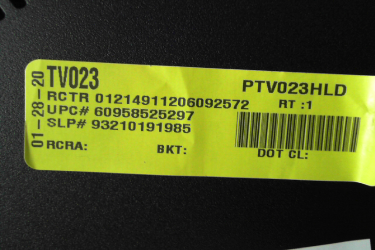 01-28-20
TV023 PTV023HLD
RCTR 01214911206092572 RT :1
UPC# 60958525297
SLP# 93210191985
RCRA: BKT: DOT CL: